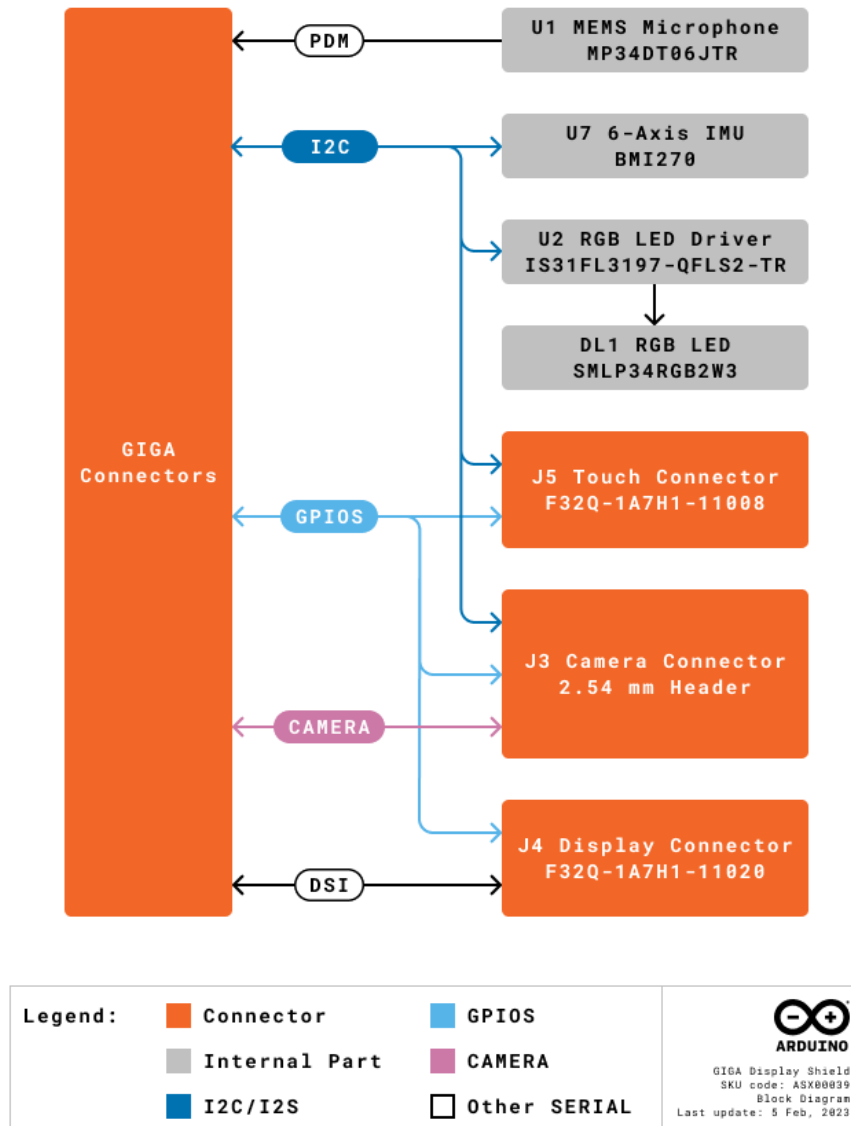 U1 MEMS Microphone
MP34DT06JTR
PDM
I2C
U7 6-Axis IMU
BMI270
U2 RGB LED Driver
IS31FL3197-QFLS2-TR
DL1 RGB LED
SMLP34RGB2W3
GIGA
Connectors
J5 Touch Connector
F32Q-1A7H1-11008
GPIOS
J3 Camera Connector
2.54 mm Header
CAMERA
J4 Display Connector
F32Q-1A7H1-11020
DSI
Legend:
Connector
GPIOS
Internal Part
CAMERA
I2C/I2S
Other SERIAL
ARDUINO
GIGA Display Shield
SKU code: ASX00039
Block Diagram
Last update: 5 Feb, 2023